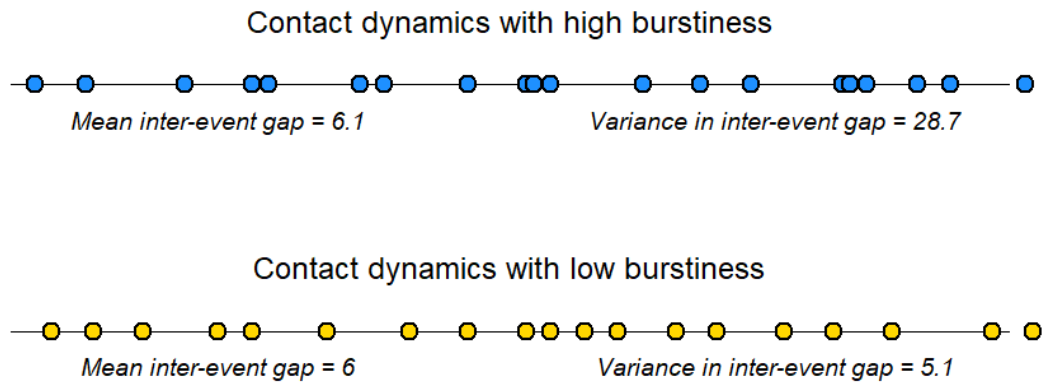 Contact dynamics with high burstiness
Mean inter-event gap = 6.1
Variance in inter-event gap = 28.7
Contact dynamics with low burstiness
Mean inter-event gap = 6
Variance in inter-event gap = 5.1